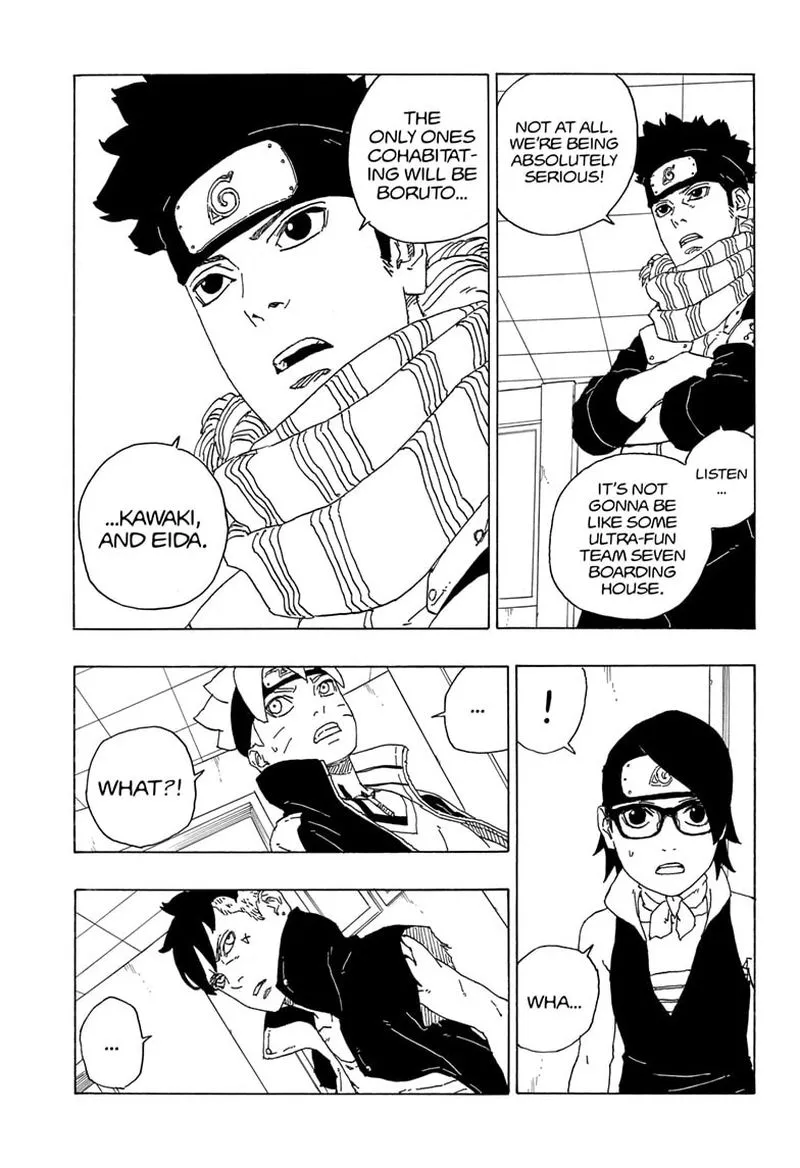 NOT AT ALL.
WE'RE BEING
ABSOLUTELY
SERIOUS!
LISTEN
...
IT'S NOT
GONNA BE
LIKE SOME
ULTRA-FUN
TEAM SEVEN
BOARDING
HOUSE.
THE
ONLY ONES
COHABITAT-
ING WILL BE
BORUTO...
...KAWAKI,
AND EIDA.
!
WHA...
...
WHAT?!
...